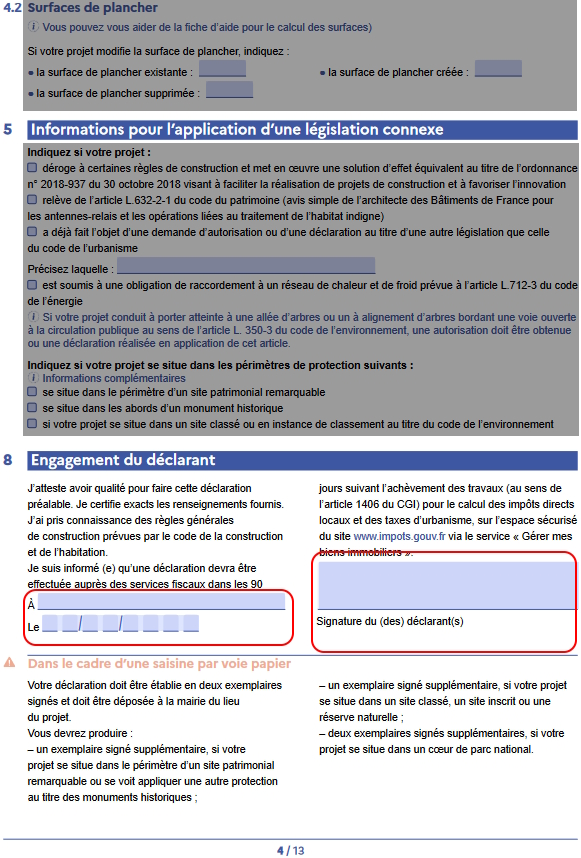 4.2 Surfaces de plancher
i Vous pouvez vous aider de la fiche d’aide pour le calcul des surfaces)
Si votre projet modifie la surface de plancher, indiquez :
• la surface de plancher existante :
• la surface de plancher créée :
• la surface de plancher supprimée :
5 Informations pour l’application d’une législation connexe
Indiquez si votre projet :
déroge à certaines règles de construction et met en œuvre une solution d’effet équivalent au titre de l’ordonnance
n° 2018-937 du 30 octobre 2018 visant à faciliter la réalisation de projets de construction et à favoriser l’innovation
relève de l’article L.632-2-1 du code du patrimoine (avis simple de l’architecte des Bâtiments de France pour
les antennes-relais et les opérations liées au traitement de l’habitat indigne)
a déjà fait l’objet d’une demande d’autorisation ou d’une déclaration au titre d’une autre législation que celle
du code de l’urbanisme
Précisez laquelle :
est soumis à une obligation de raccordement à un réseau de chaleur et de froid prévue à l’article L.712-3 du code
de l’énergie
i Si votre projet conduit à porter atteinte à une allée d’arbres ou un à alignement d’arbres bordant une voie ouverte
à la circulation publique au sens de l’article L. 350-3 du code de l’environnement, une autorisation doit être obtenue
ou une déclaration réalisée en application de cet article.
Indiquez si votre projet se situe dans les périmètres de protection suivants :
i Informations complémentaires
se situe dans le périmètre d’un site patrimonial remarquable
se situe dans les abords d’un monument historique
si votre projet se situe dans un site classé ou en instance de classement au titre du code de l’environnement
8 Engagement du déclarant
J’atteste avoir qualité pour faire cette déclaration
préalable. Je certifie exacts les renseignements fournis.
J’ai pris connaissance des règles générales
de construction prévues par le code de la construction
et de l’habitation.
Je suis informé (e) qu’une déclaration devra être
effectuée auprès des services fiscaux dans les 90
jours suivant l’achèvement des travaux (au sens de
l’article 1406 du CGI) pour le calcul des impôts directs
locaux et des taxes d’urbanisme, sur l’espace sécurisé
du site www.impots.gouv.fr via le service « Gérer mes
biens immobiliers ».
À
Le / /
Signature du (des) déclarant(s)
Dans le cadre d’une saisine par voie papier
Votre déclaration doit être établie en deux exemplaires
signés et doit être déposée à la mairie du lieu
du projet.
Vous devrez produire :
– un exemplaire signé supplémentaire, si votre
projet se situe dans le périmètre d’un site patrimonial
remarquable ou se voit appliquer une autre protection
au titre des monuments historiques ;
– un exemplaire signé supplémentaire, si votre projet
se situe dans un site classé, un site inscrit ou une
réserve naturelle ;
– deux exemplaires signés supplémentaires, si votre
projet se situe dans un cœur de parc national.
4 / 13